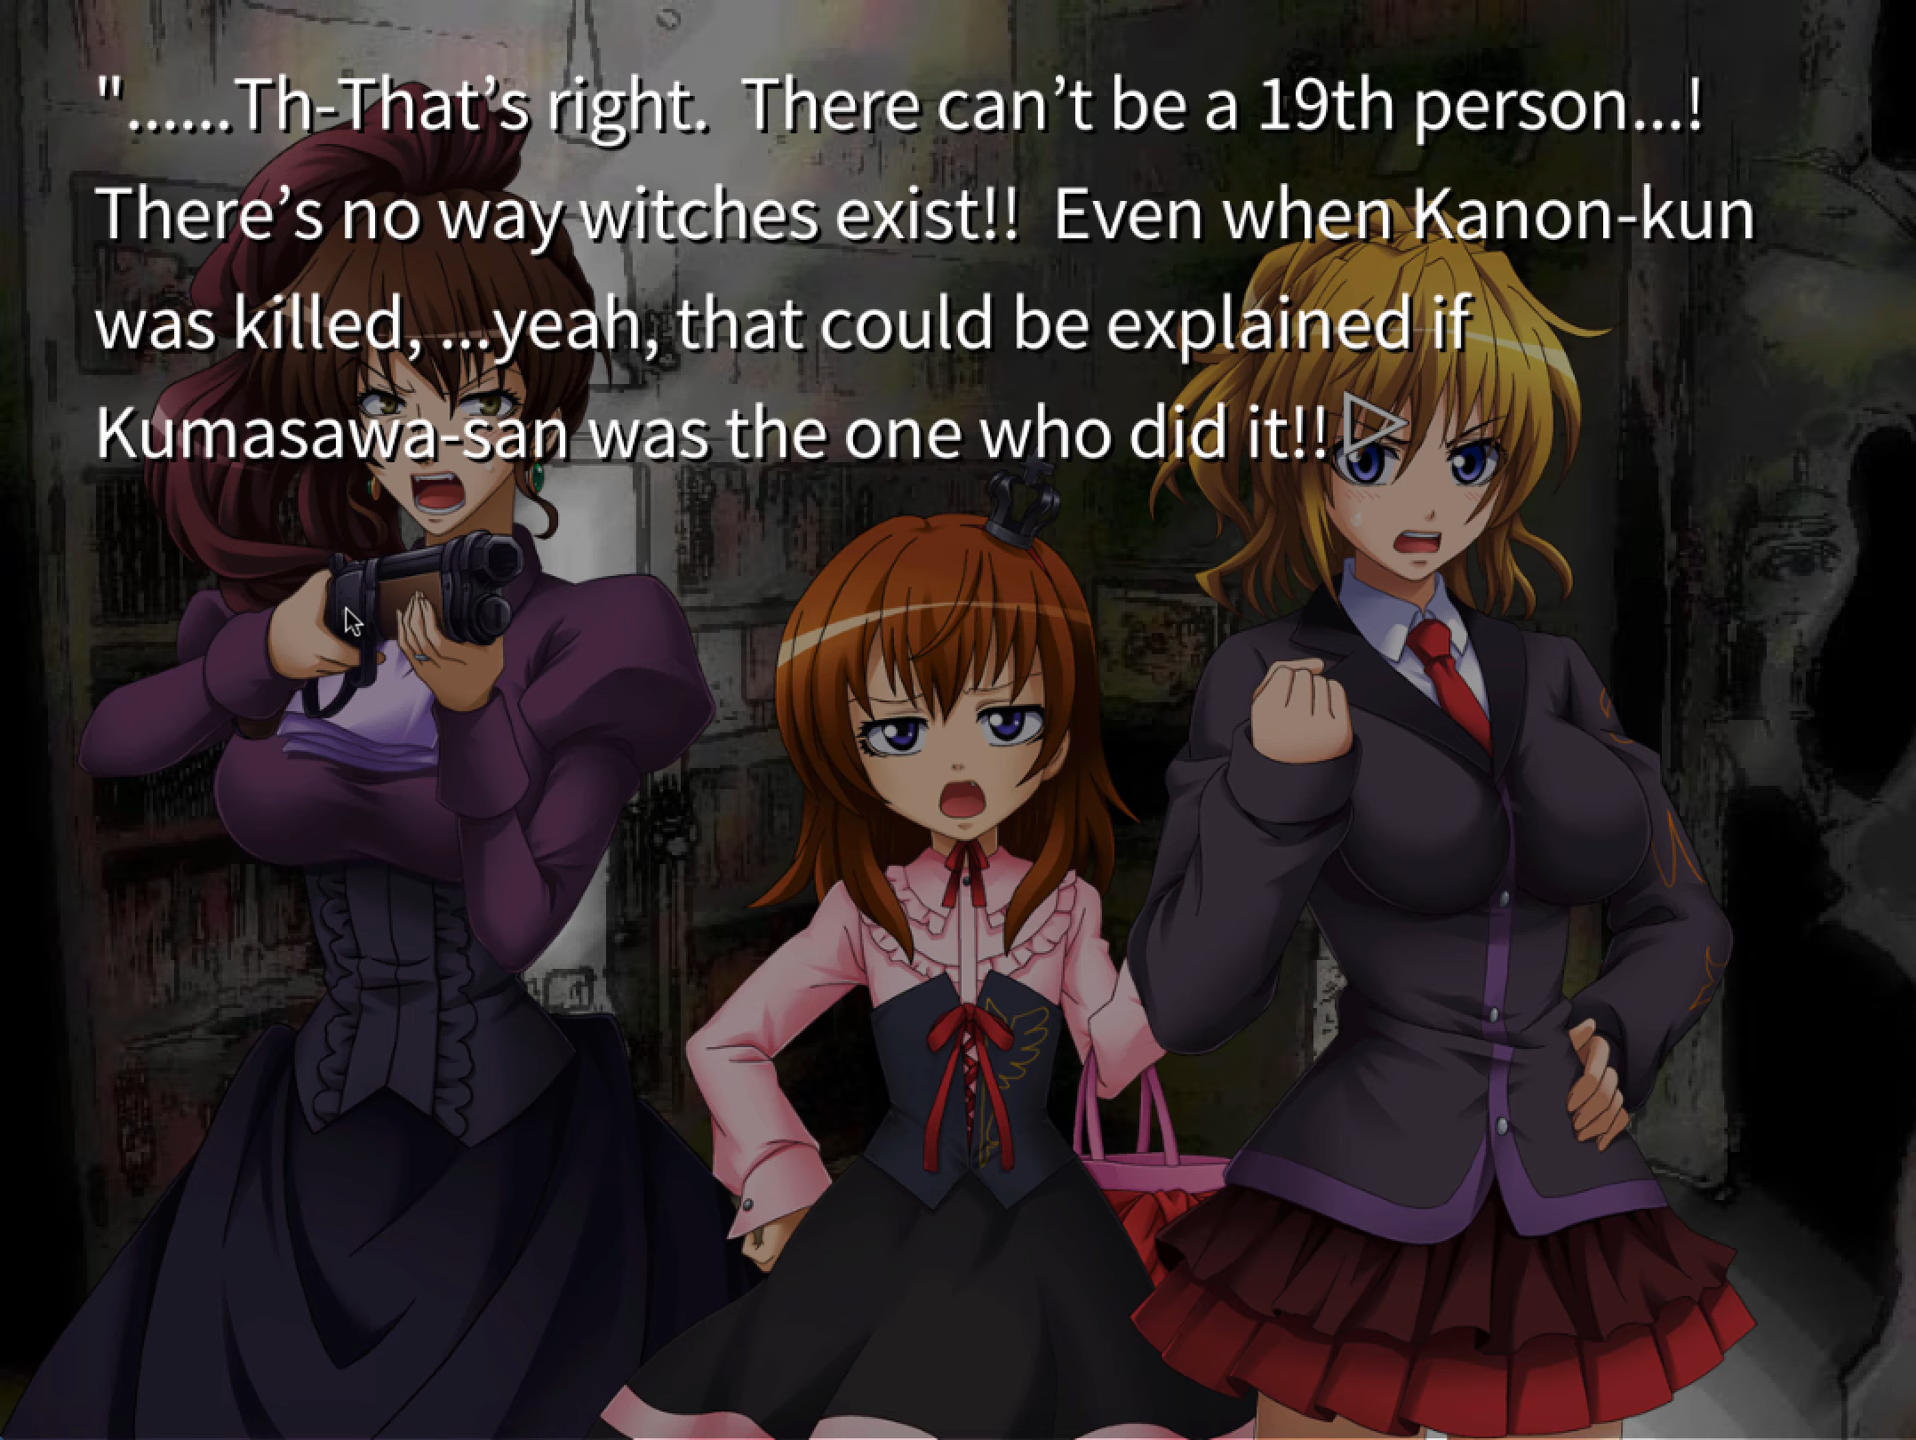 "......Th-That’s right.  There can’t be a 19th person...!
There’s no way witches exist!!  Even when Kanon-kun
was killed, ...yeah, that could be explained if
Kumasawa-san was the one who did it!!